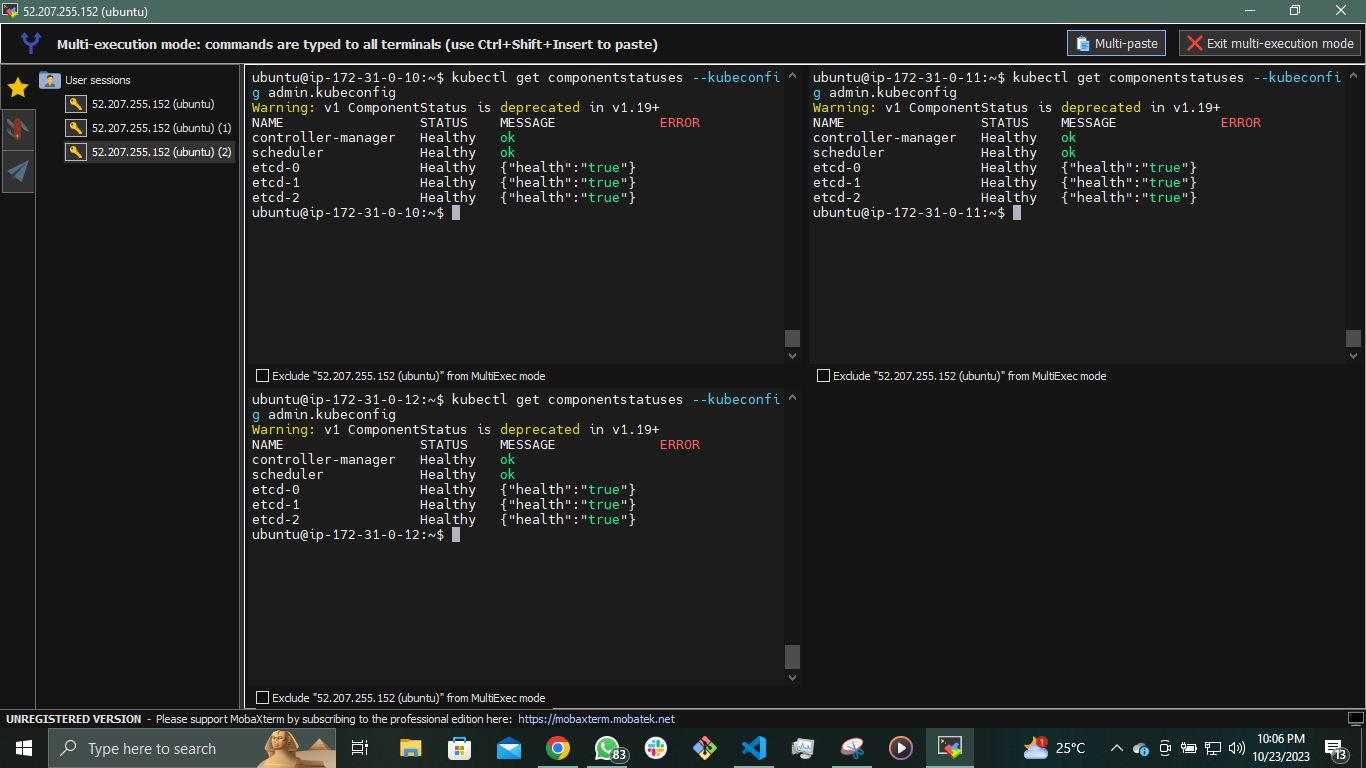 52.207.255.152 (ubuntu)
Multi-execution mode: commands are typed to all terminals (use Ctrl+Shift+Insert to paste)
Multi-paste
Exit multi-execution mode
User sessions
52.207.255.152 (ubuntu)
52.207.255.152 (ubuntu) (1)
52.207.255.152 (ubuntu) (2)
ubuntu@ip-172-31-0-10:~$ kubectl get componentstatuses --kubeconfi
g admin.kubeconfig
Warning: v1 ComponentStatus is deprecated in v1.19+
NAME STATUS MESSAGE ERROR
controller-manager Healthy ok
scheduler Healthy ok
etcd-0 Healthy {"health":"true"}
etcd-1 Healthy {"health":"true"}
etcd-2 Healthy {"health":"true"}
ubuntu@ip-172-31-0-10:~$
Exclude "52.207.255.152 (ubuntu)" from MultiExec mode
ubuntu@ip-172-31-0-11:~$ kubectl get componentstatuses --kubeconfi
g admin.kubeconfig
Warning: v1 ComponentStatus is deprecated in v1.19+
NAME STATUS MESSAGE ERROR
controller-manager Healthy ok
scheduler Healthy ok
etcd-0 Healthy {"health":"true"}
etcd-1 Healthy {"health":"true"}
etcd-2 Healthy {"health":"true"}
ubuntu@ip-172-31-0-11:~$
Exclude "52.207.255.152 (ubuntu)" from MultiExec mode
ubuntu@ip-172-31-0-12:~$ kubectl get componentstatuses --kubeconfi
g admin.kubeconfig
Warning: v1 ComponentStatus is deprecated in v1.19+
NAME STATUS MESSAGE ERROR
controller-manager Healthy ok
scheduler Healthy ok
etcd-0 Healthy {"health":"true"}
etcd-1 Healthy {"health":"true"}
etcd-2 Healthy {"health":"true"}
ubuntu@ip-172-31-0-12:~$
Exclude "52.207.255.152 (ubuntu)" from MultiExec mode
UNREGISTERED VERSION - Please support MobaXterm by subscribing to the professional edition here: https://mobaxterm.mobatek.net
Type here to search
83
1
25°C
10:06 PM
10/23/2023
13